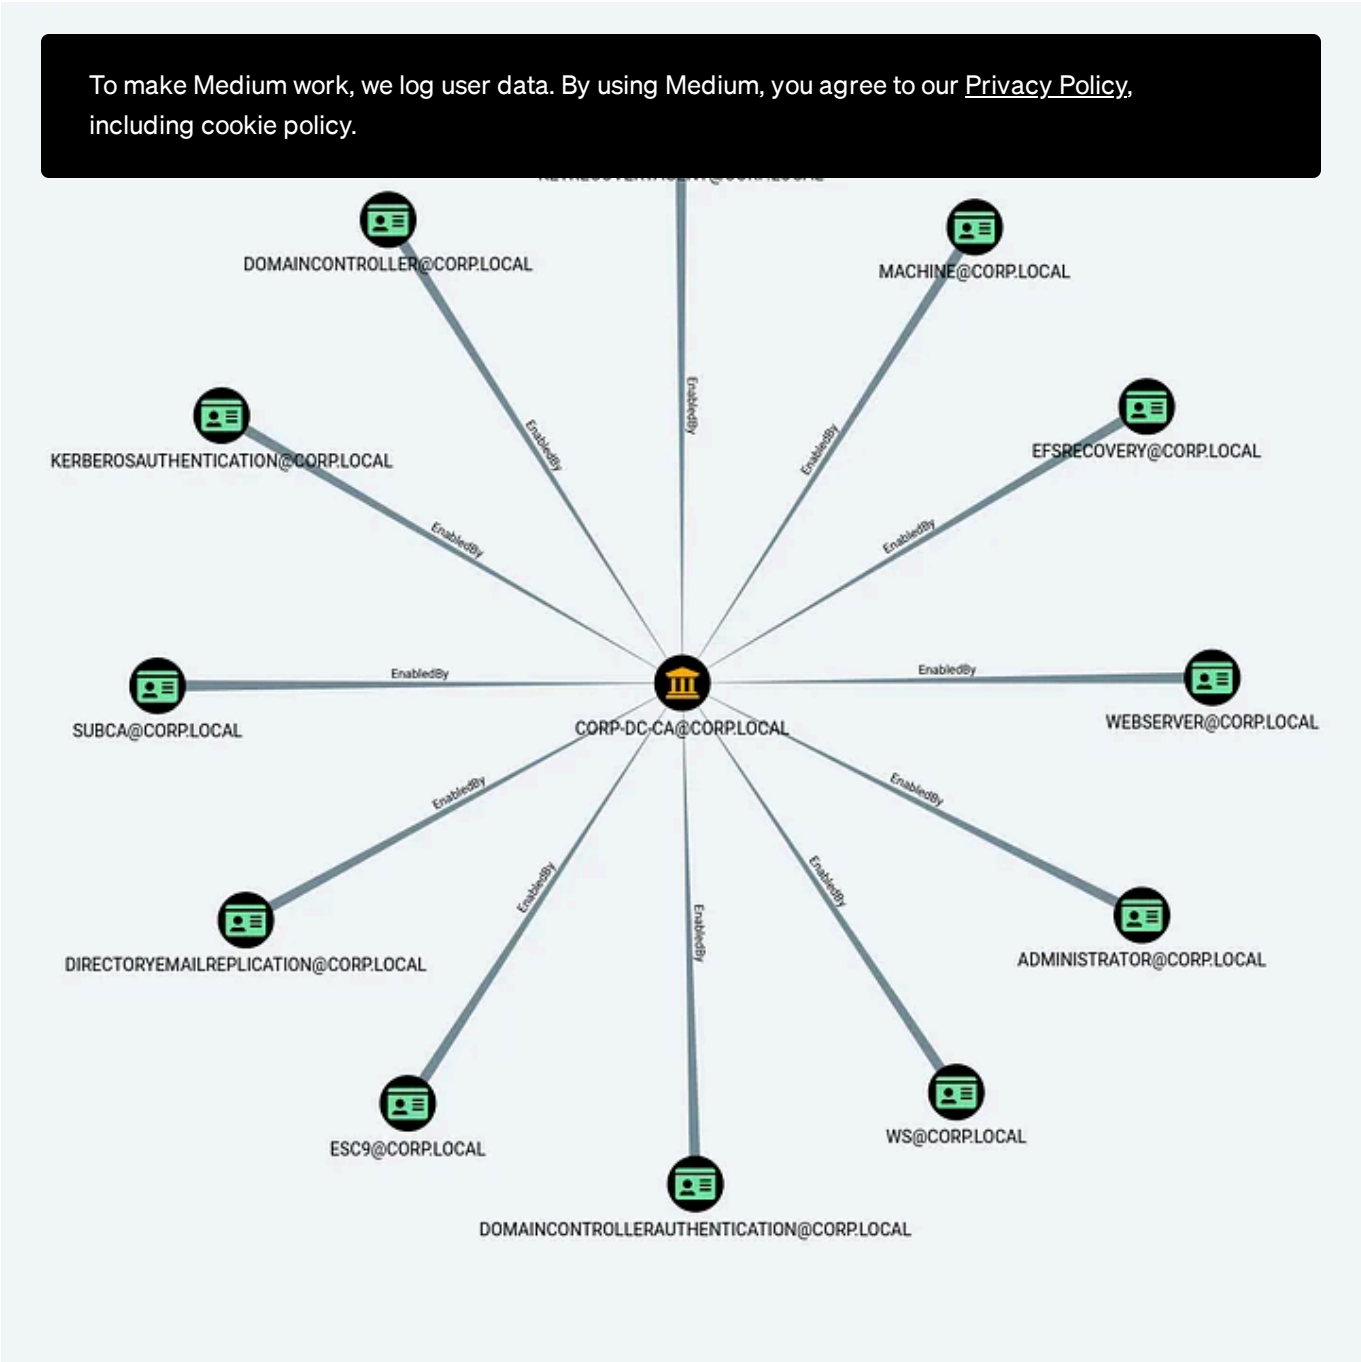 To make Medium work, we log user data. By using Medium, you agree to our Privacy Policy,
including cookie policy.
DOMAINCONTROLLER@CORP.LOCAL
MACHINE@CORP.LOCAL
EnabledBy
EnabledBy
EnabledBy
KERBEROSAUTHENTICATION@CORP.LOCAL
EFSRECOVERY@CORP.LOCAL
EnabledBy
EnabledBy
EnabledBy
EnabledBy
SUBCA@CORP.LOCAL
CORP-DC-CA@CORP.LOCAL
WEBSERVER@CORP.LOCAL
EnabledBy
EnabledBy
EnabledBy
EnabledBy
EnabledBy
DIRECTORYEMAILREPLICATION@CORP.LOCAL
ADMINISTRATOR@CORP.LOCAL
ESC9@CORP.LOCAL
WS@CORP.LOCAL
DOMAINCONTROLLERAUTHENTICATION@CORP.LOCAL